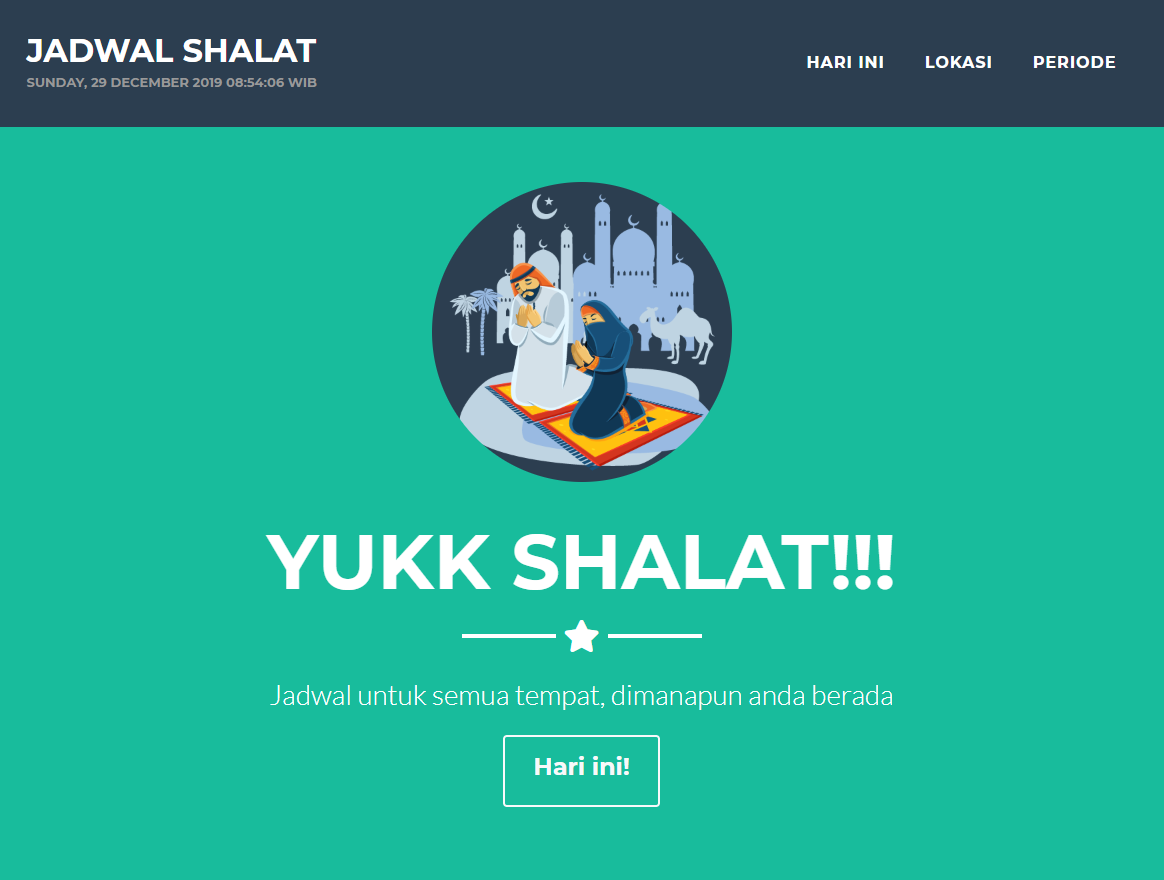 JADWAL SHALAT
SUNDAY, 29 DECEMBER 2019 08:54:06 WIB
HARI INI LOKASI PERIODE
YUKK SHALAT!!!
Jadwal untuk semua tempat, dimanapun anda berada
Hari ini!